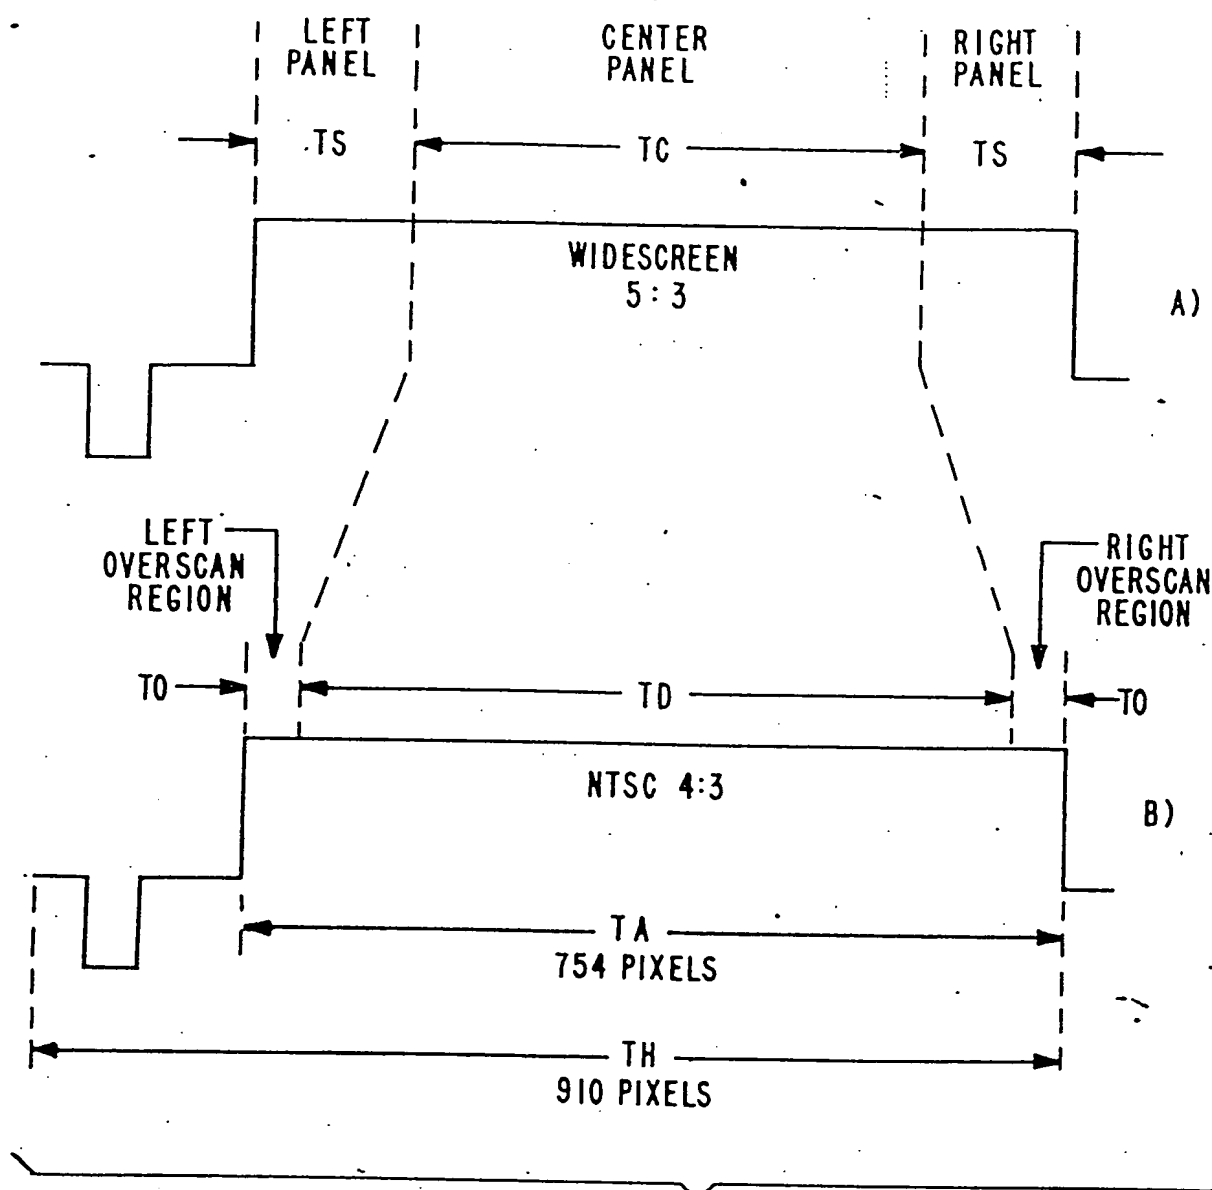 LEFT
PANEL
CENTER
PANEL
RIGHT
PANEL
TS
TC
TS
WIDESCREEN
5:3
A)
LEFT
OVERSCAN
REGION
RIGHT
OVERSCAN
REGION
TO
TD
TO
NTSC 4:3
B)
TA
754 PIXELS
TH
910 PIXELS